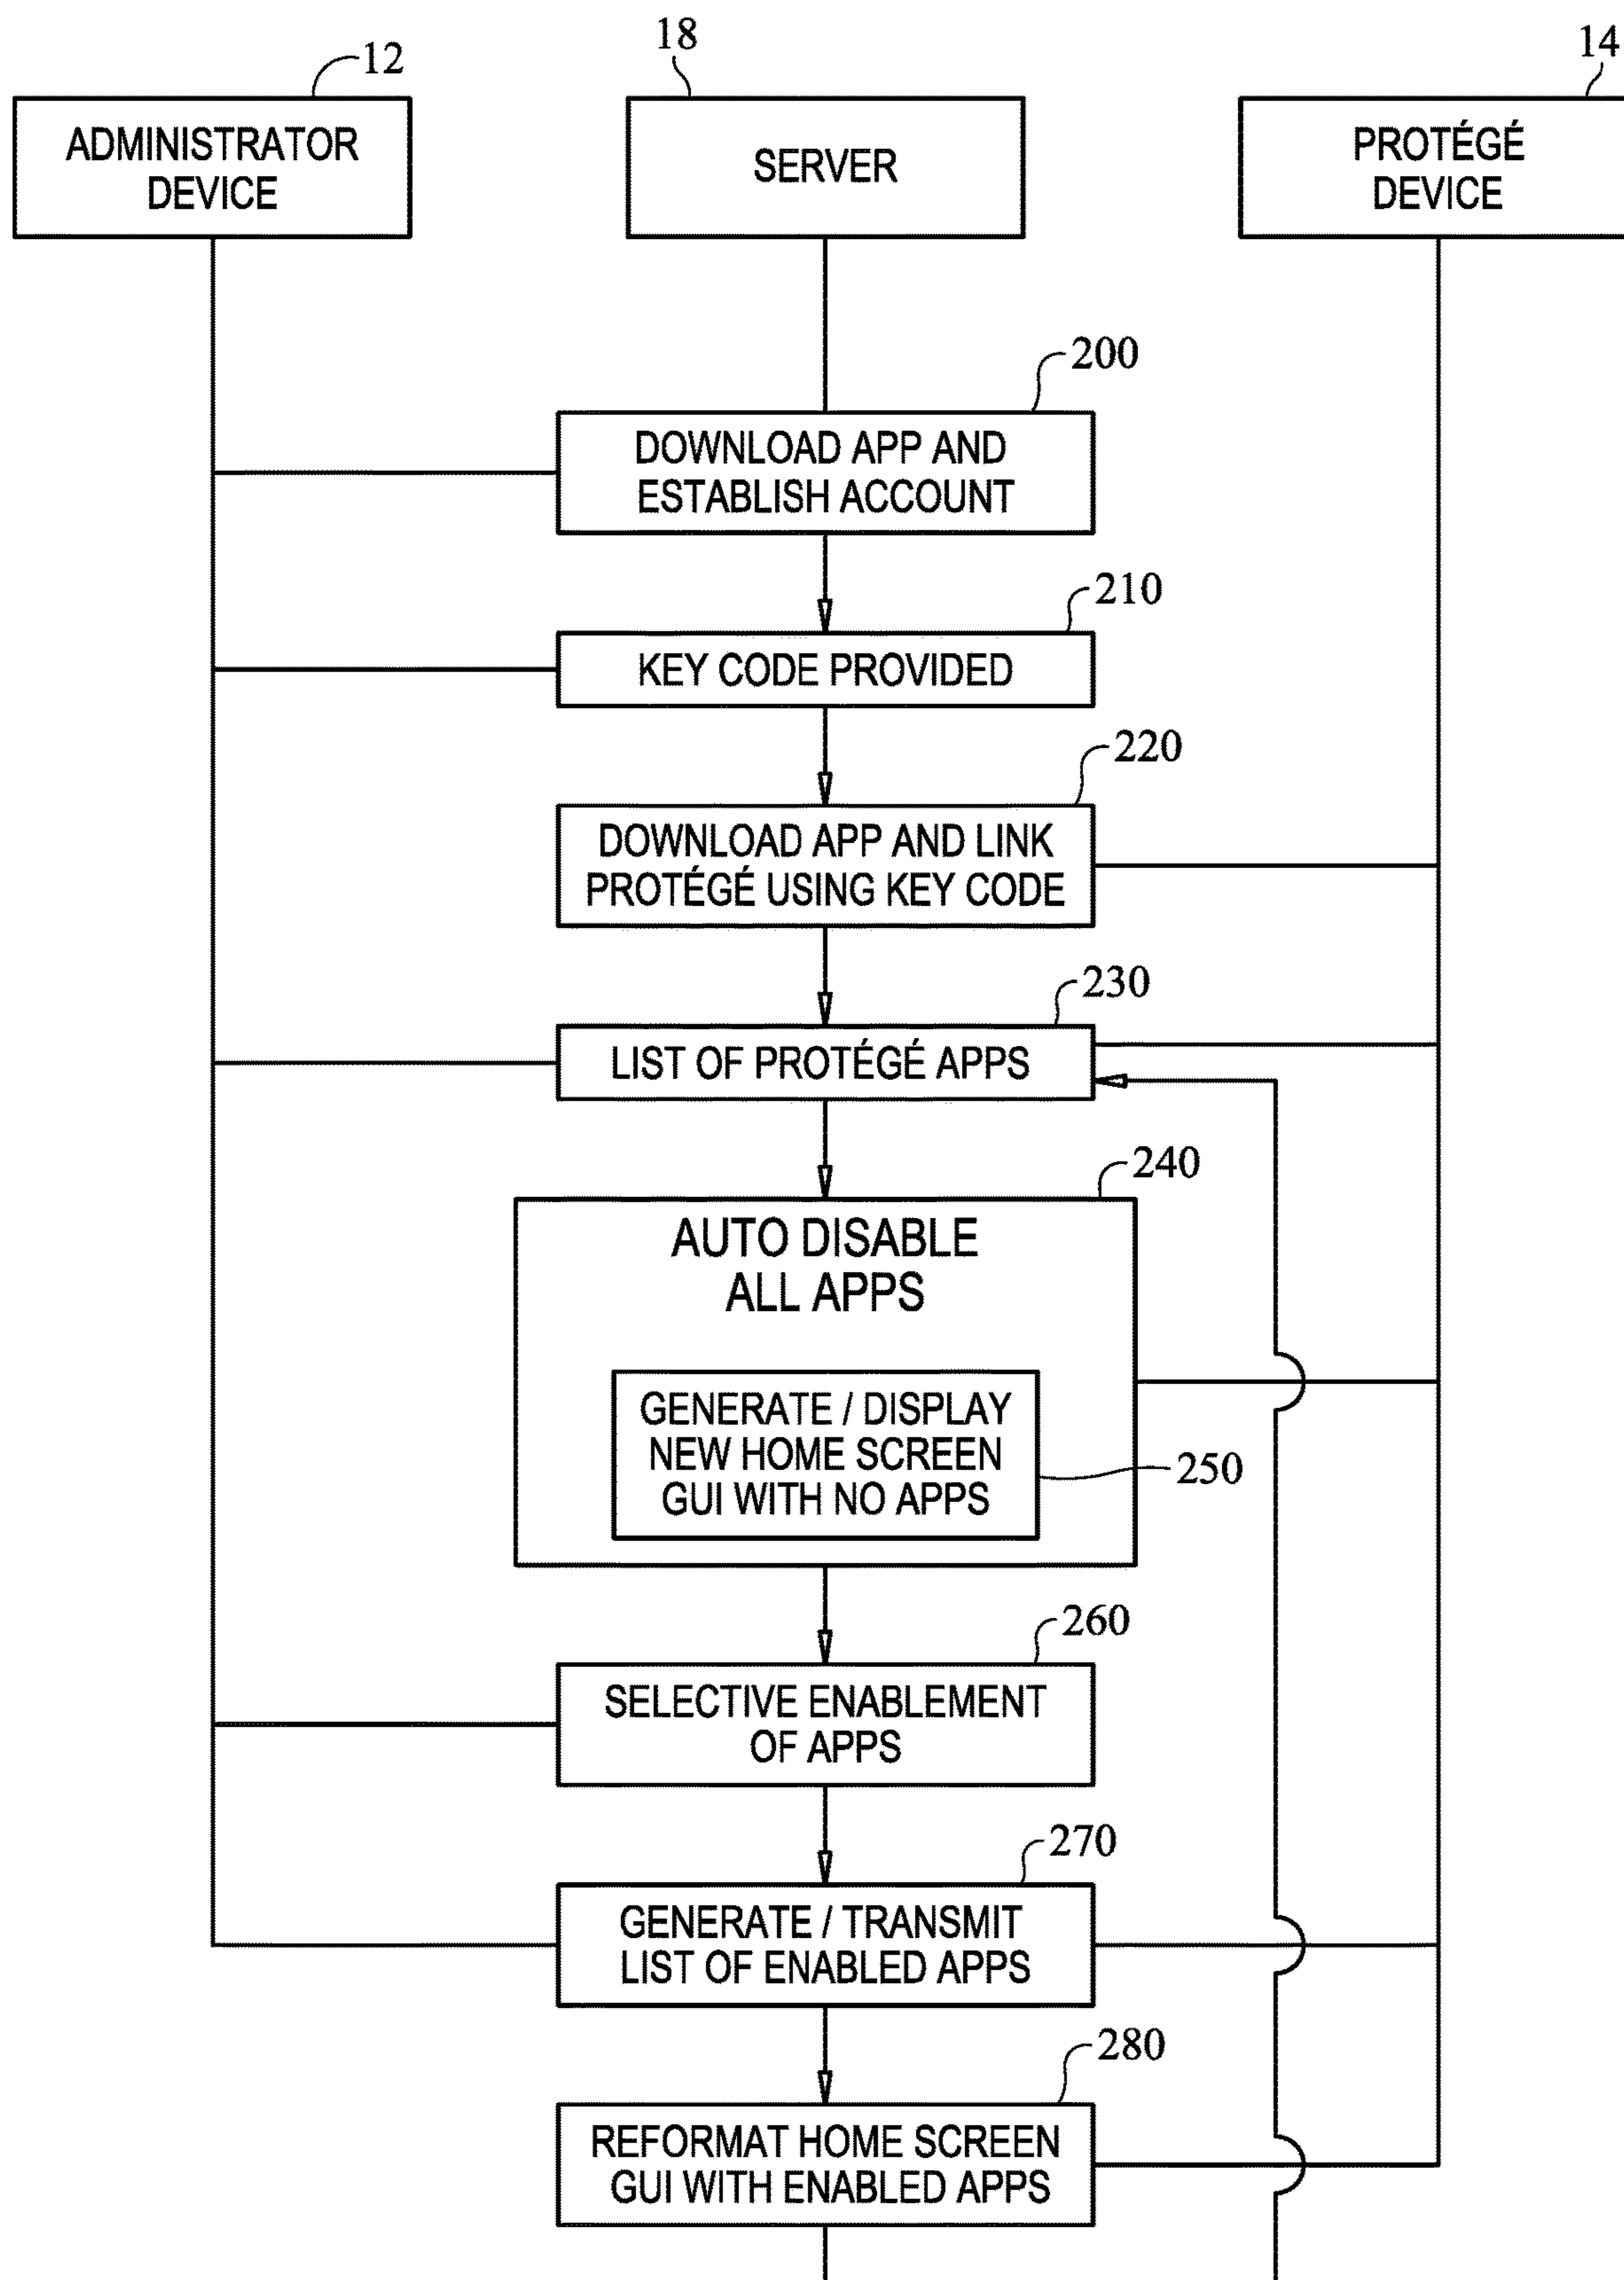 12
18
14
ADMINISTRATOR
DEVICE
SERVER
PROTÉGÉ
DEVICE
200
DOWNLOAD APP AND
ESTABLISH ACCOUNT
210
KEY CODE PROVIDED
220
DOWNLOAD APP AND LINK
PROTÉGÉ USING KEY CODE
230
LIST OF PROTÉGÉ APPS
240
AUTO DISABLE
ALL APPS
GENERATE / DISPLAY
NEW HOME SCREEN
GUI WITH NO APPS
250
260
SELECTIVE ENABLEMENT
OF APPS
270
GENERATE / TRANSMIT
LIST OF ENABLED APPS
280
REFORMAT HOME SCREEN
GUI WITH ENABLED APPS